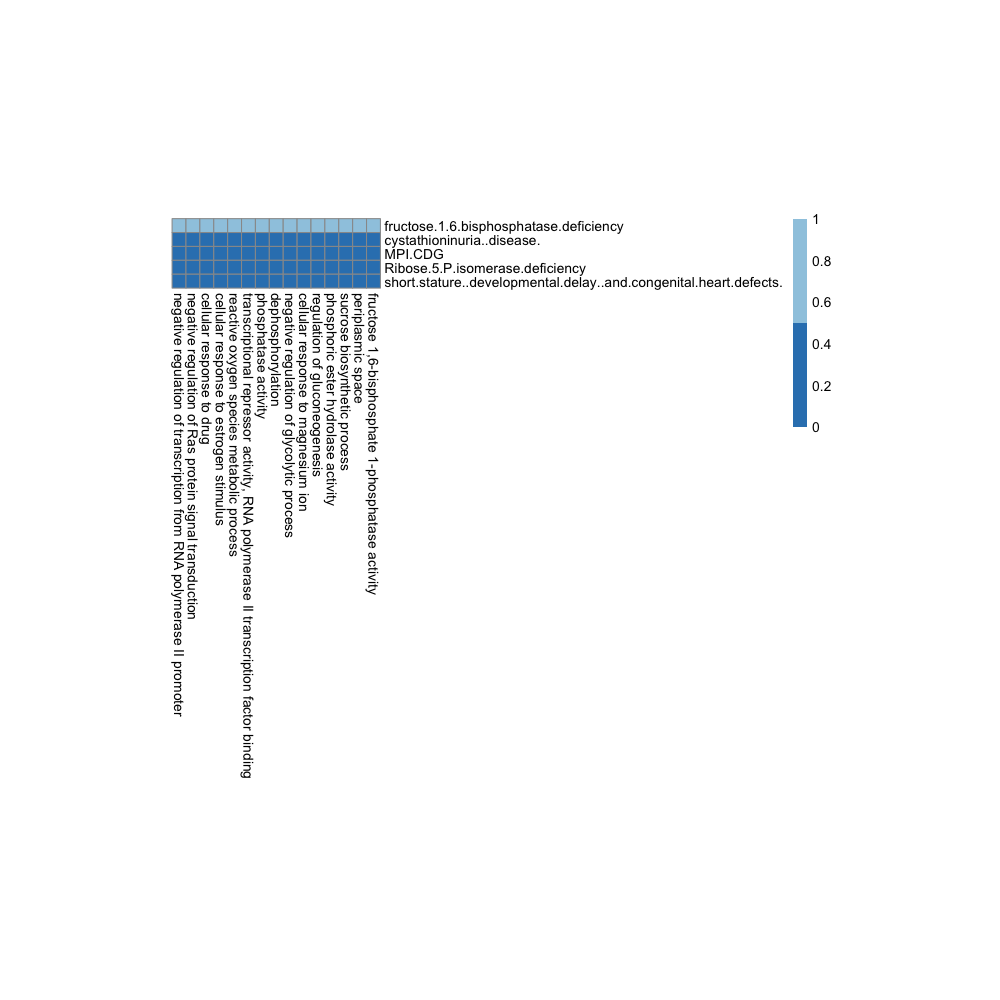 fructose.1.6.bisphosphatase.deficiency
cystathioninuria..disease.
MPI.CDG
Ribose.5.P.isomerase.deficiency
short.stature..developmental.delay..and.congenital.heart.defects.
1
0.8
0.6
0.4
0.2
0
negative regulation of transcription from RNA polymerase II promoter
negative regulation of Ras protein signal transduction
cellular response to drug
cellular response to estrogen stimulus
reactive oxygen species metabolic process
transcriptional repressor activity, RNA polymerase II transcription factor binding
phosphatase activity
dephosphorylation
negative regulation of glycolytic process
cellular response to magnesium ion
regulation of gluconeogenesis
phosphoric ester hydrolase activity
sucrose biosynthetic process
periplasmic space
fructose 1,6-bisphosphate 1-phosphatase activity